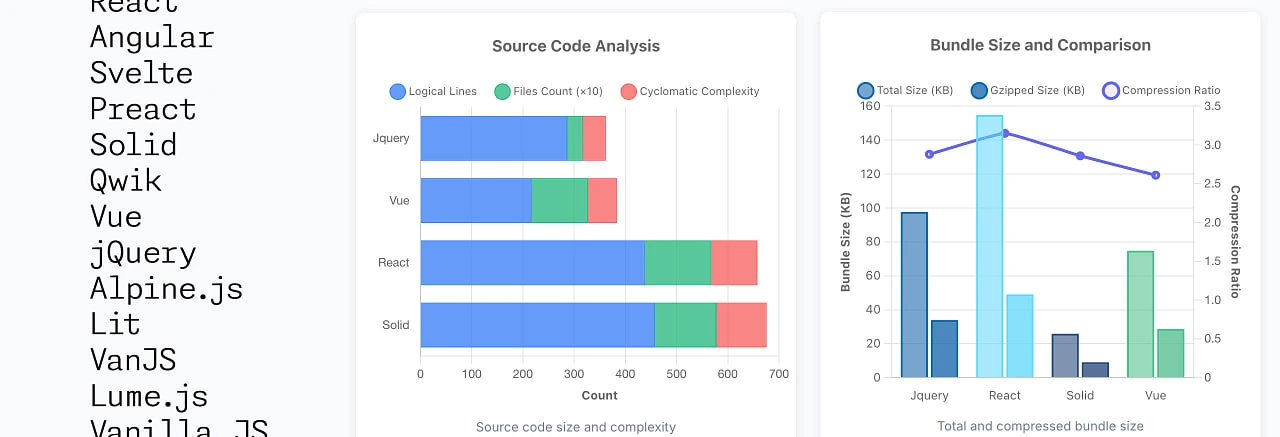 React
Angular
Svelte
Preact
Solid
Qwik
Vue
jQuery
Alpine.js
Lit
VanJS
Lume.js
Vanilla JS
Source Code Analysis
Logical Lines Files Count (×10) Cyclomatic Complexity
Jquery
Vue
React
Solid
0 100 200 300 400 500 600 700
Count
Source code size and complexity
Bundle Size and Comparison
Total Size (KB) Gzipped Size (KB) Compression Ratio
Bundle Size (KB)
160
140
120
100
80
60
40
20
0
3.5
3.0
2.5
2.0
1.5
1.0
0.5
0
Compression Ratio
Jquery React Solid Vue
Total and compressed bundle size